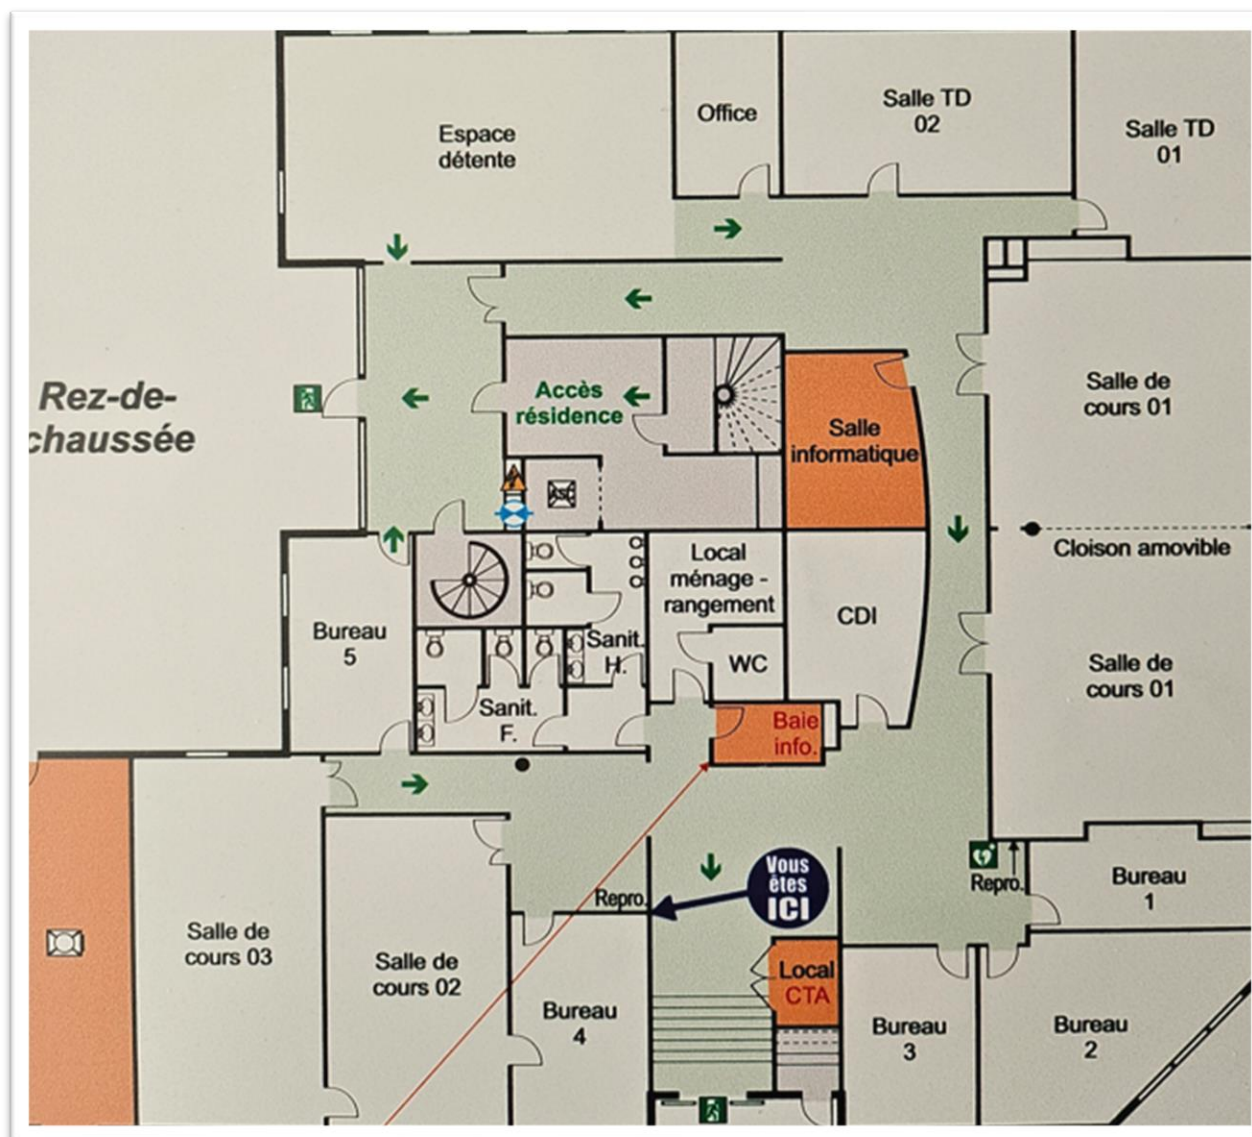 Espace
détente
Office
Salle TD
02
Salle TD
01
Rez-de-
chaussée
Accès
résidence
Salle
informatique
Salle de
cours 01
ASC
Cloison amovible
Local
ménage -
rangement
CDI
Bureau
5
Sanit.
H.
WC
Salle de
cours 01
Sanit.
F.
Baie
info.
Vous
êtes
ICI
Repro.
Repro.
Bureau
1
Salle de
cours 03
Salle de
cours 02
Local
CTA
Bureau
4
Bureau
3
Bureau
2